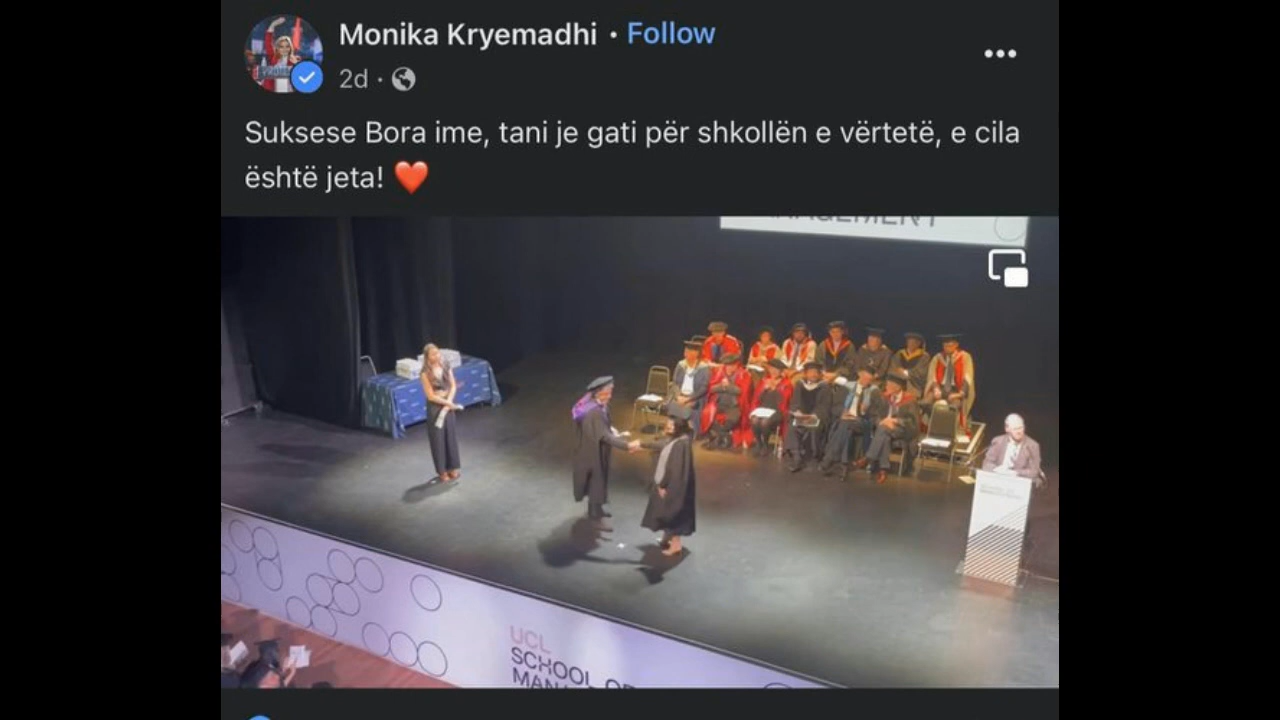 Monika Kryemadhi • Follow
2d
Suksese Bora ime, tani je gati për shkollën e vërtetë, e cila
është jeta! ❤️
UCL
SCHOOL OF